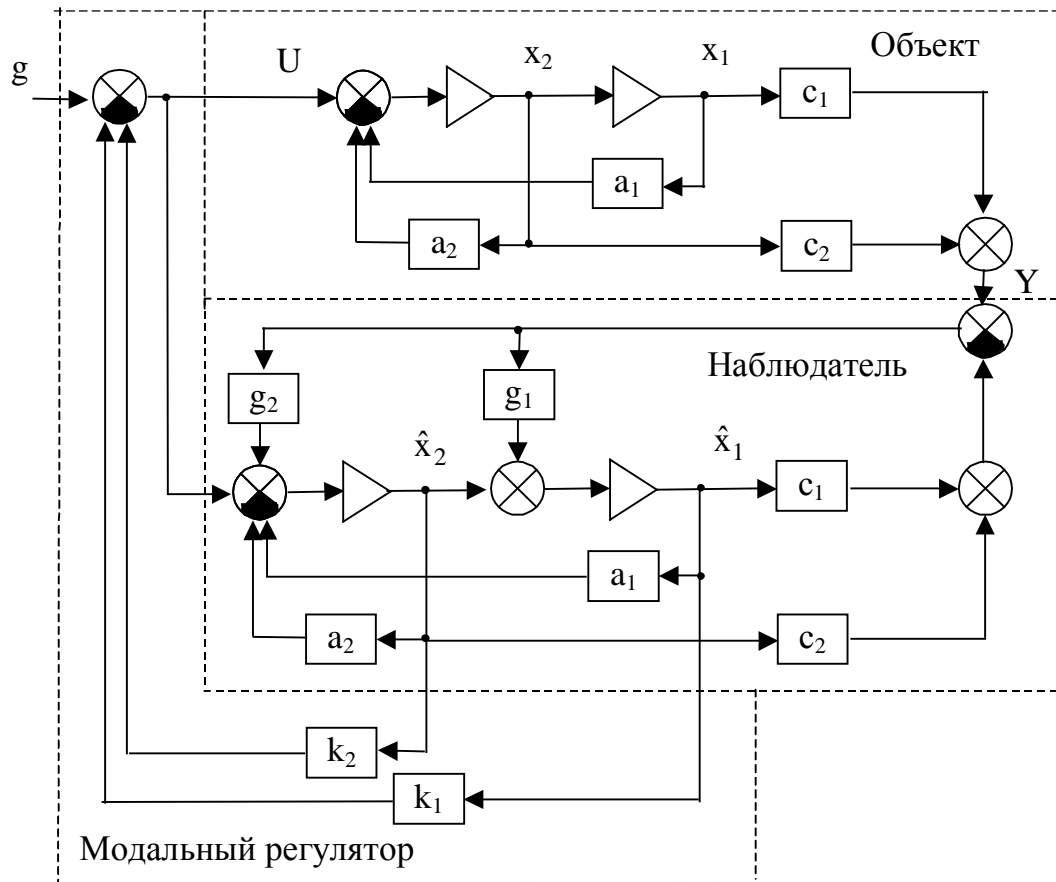 g
U
x₂
x₁
Объект
c₁
a₁
a₂
c₂
Y
Наблюдатель
g₂
g₁
x̂₂
x̂₁
c₁
a₁
a₂
c₂
k₂
k₁
Модальный регулятор